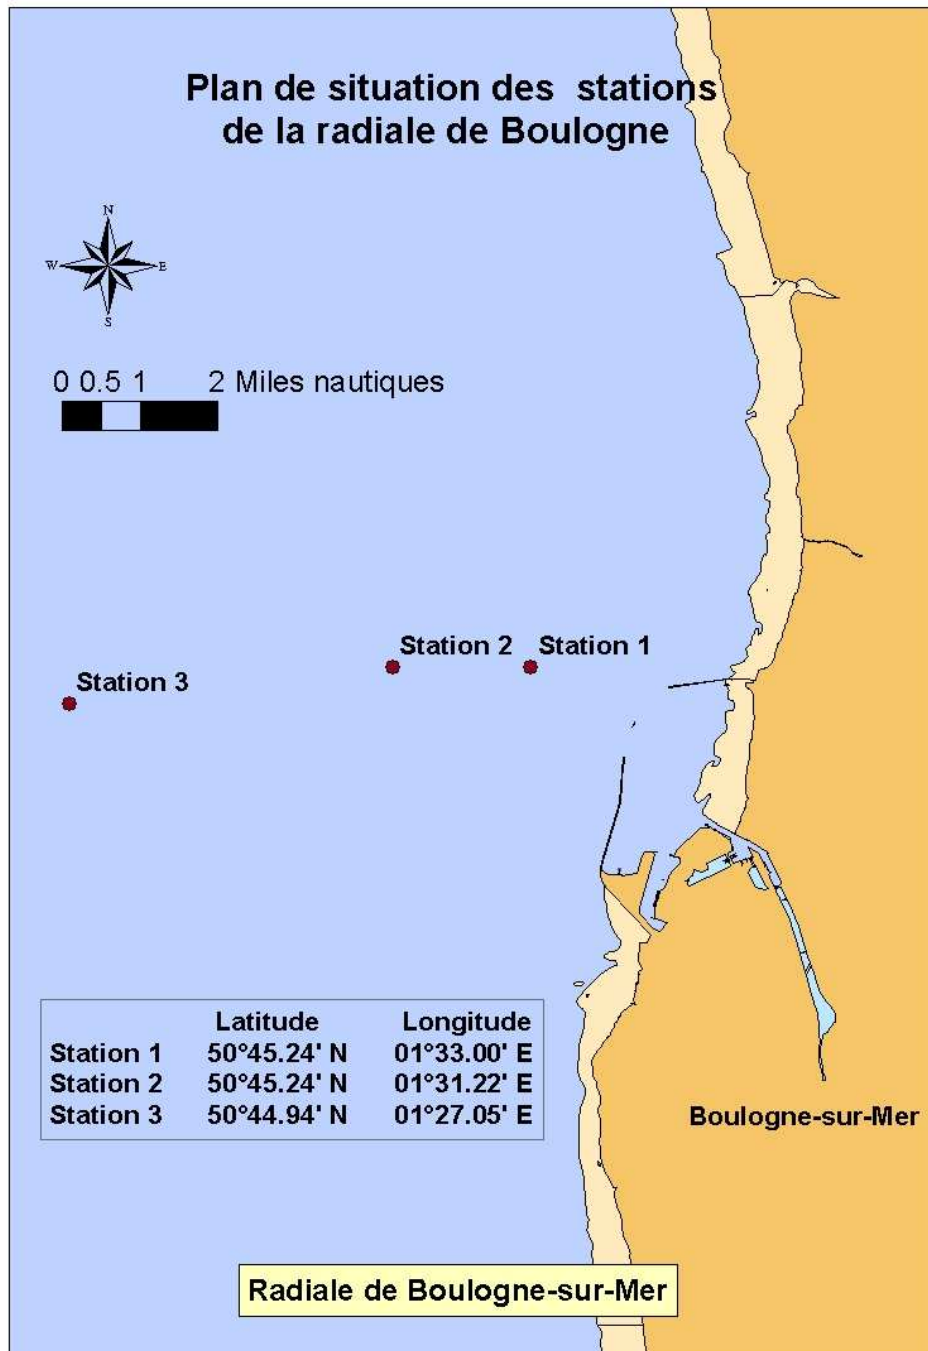 Plan de situation des stations
de la radiale de Boulogne
N
W E
S
0 0.5 1 2 Miles nautiques
Station 2 Station 1
Station 3
Latitude Longitude
Station 1 50°45.24' N 01°33.00' E
Station 2 50°45.24' N 01°31.22' E
Station 3 50°44.94' N 01°27.05' E
Boulogne-sur-Mer
Radiale de Boulogne-sur-Mer